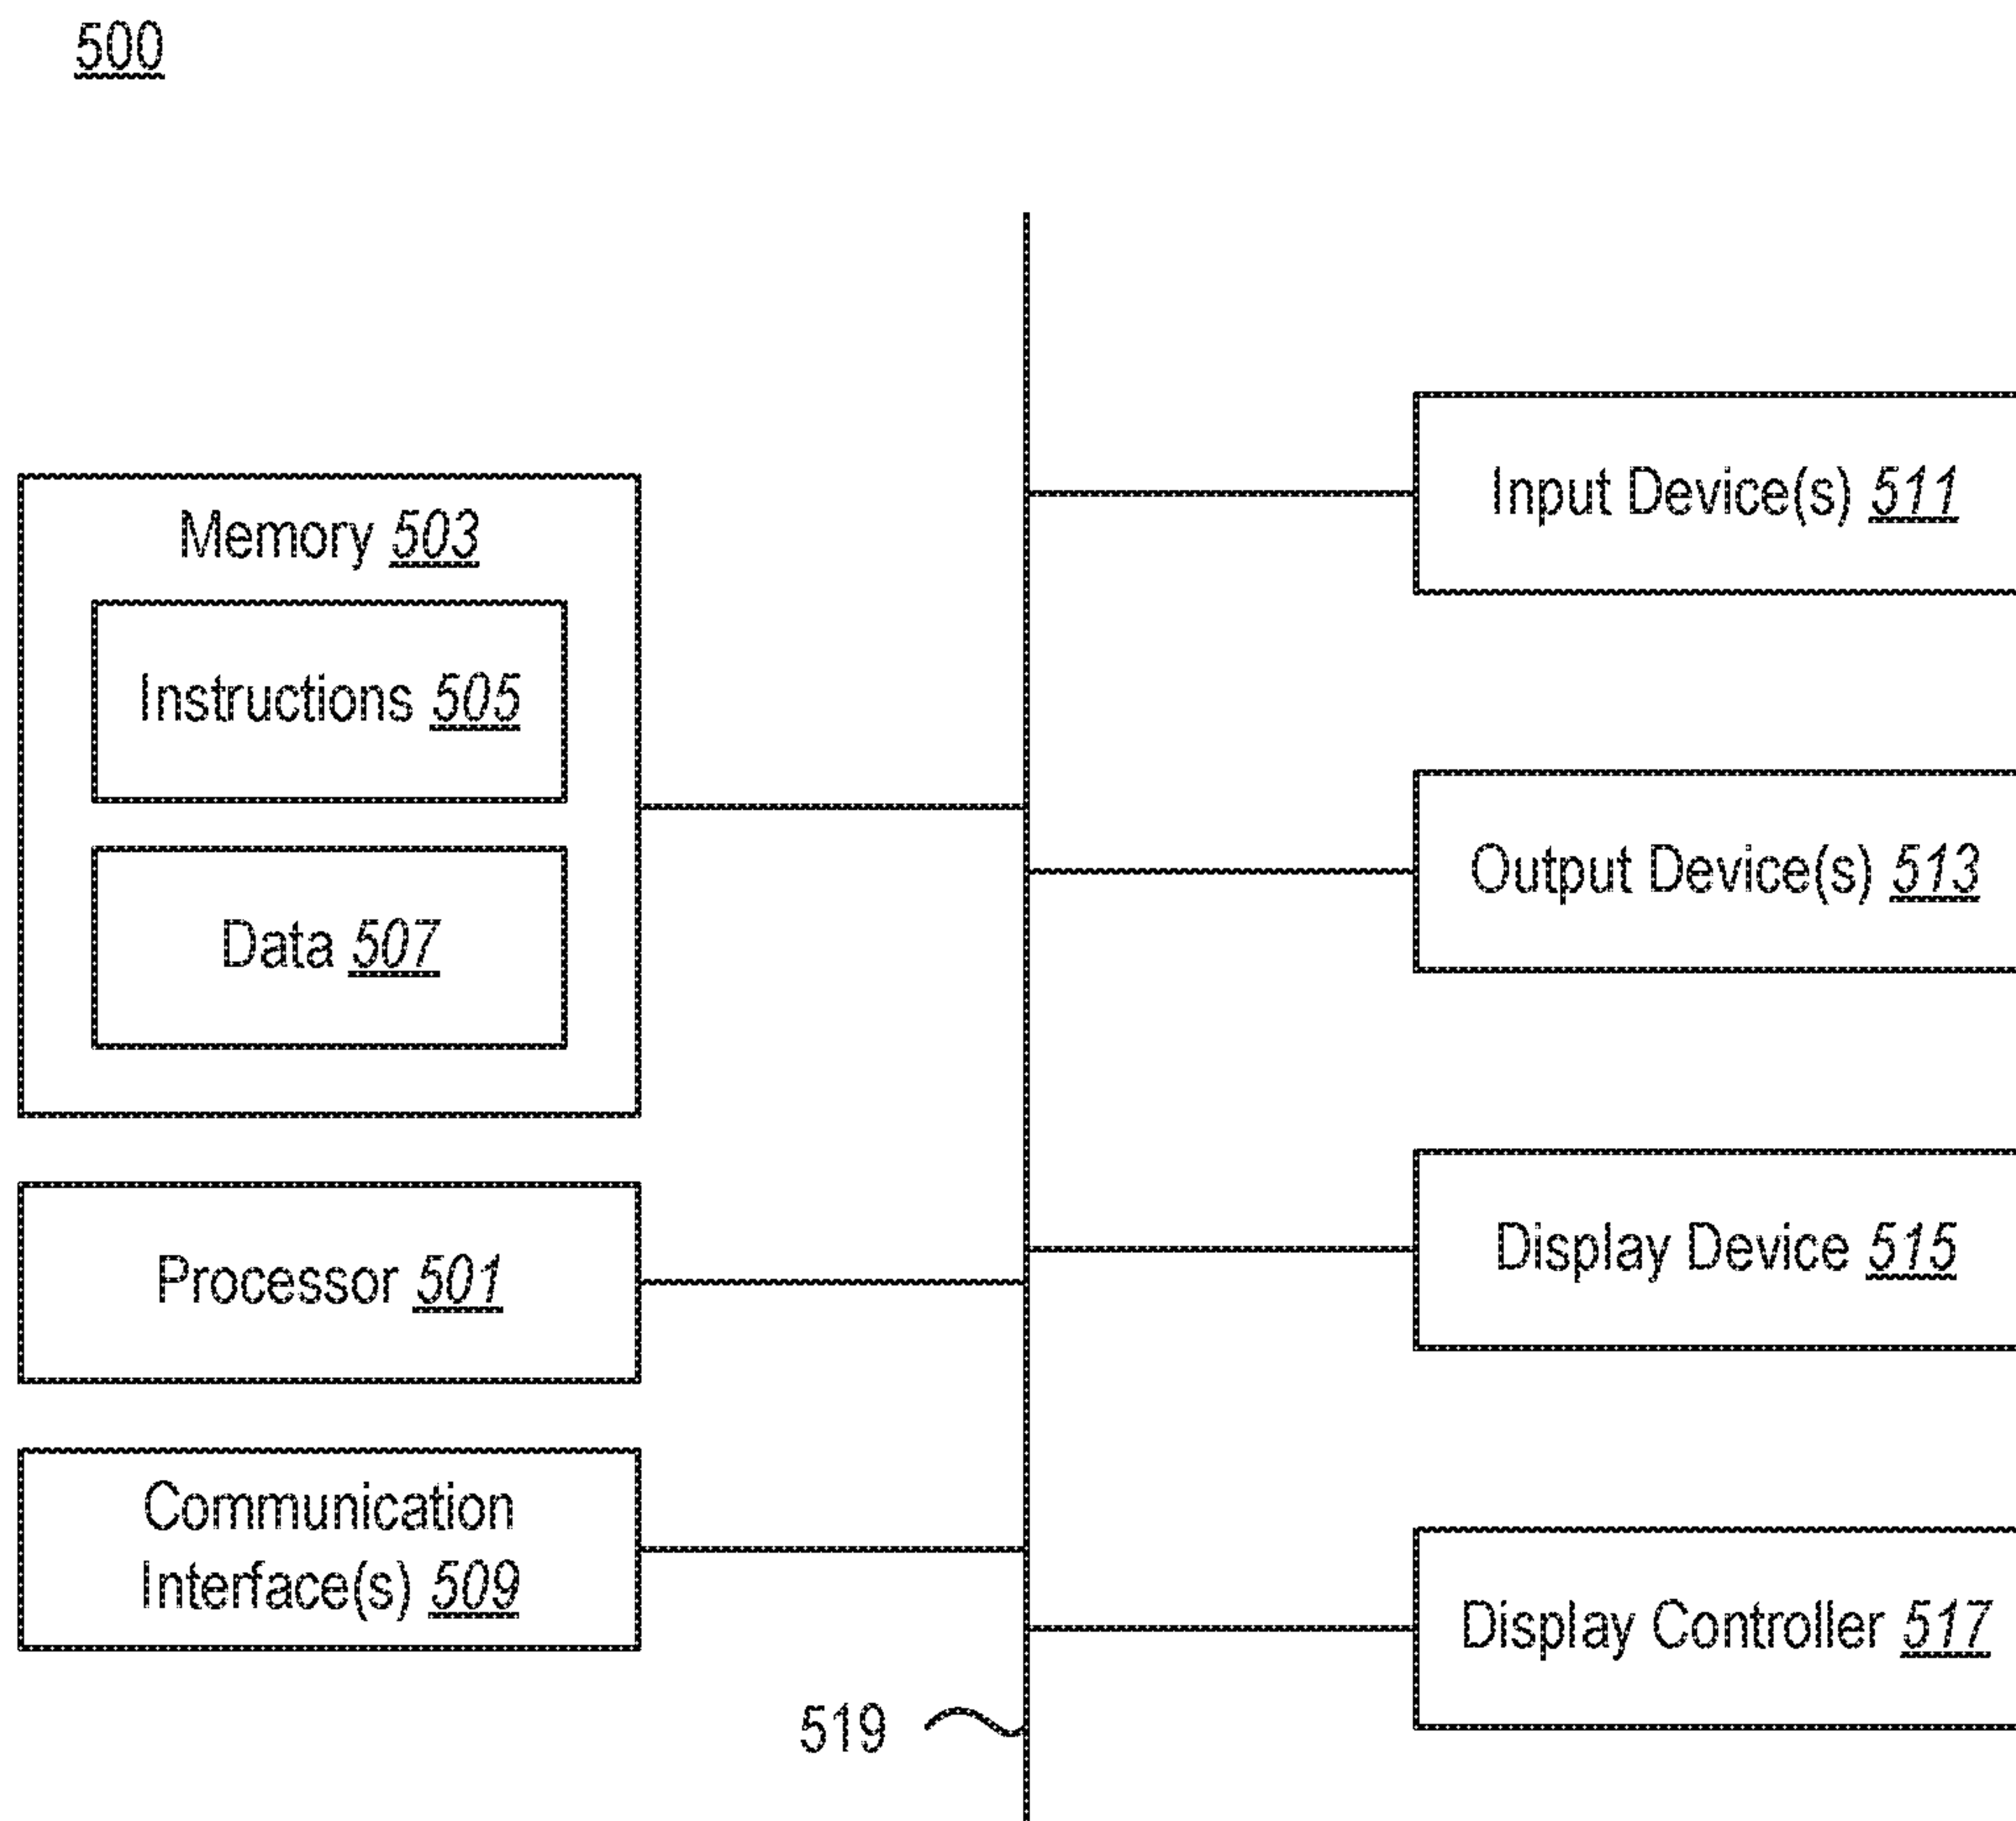 500
Memory 503
Instructions 505
Data 507
Processor 501
Communication
Interface(s) 509
Input Device(s) 511
Output Device(s) 513
Display Device 515
Display Controller 517
519